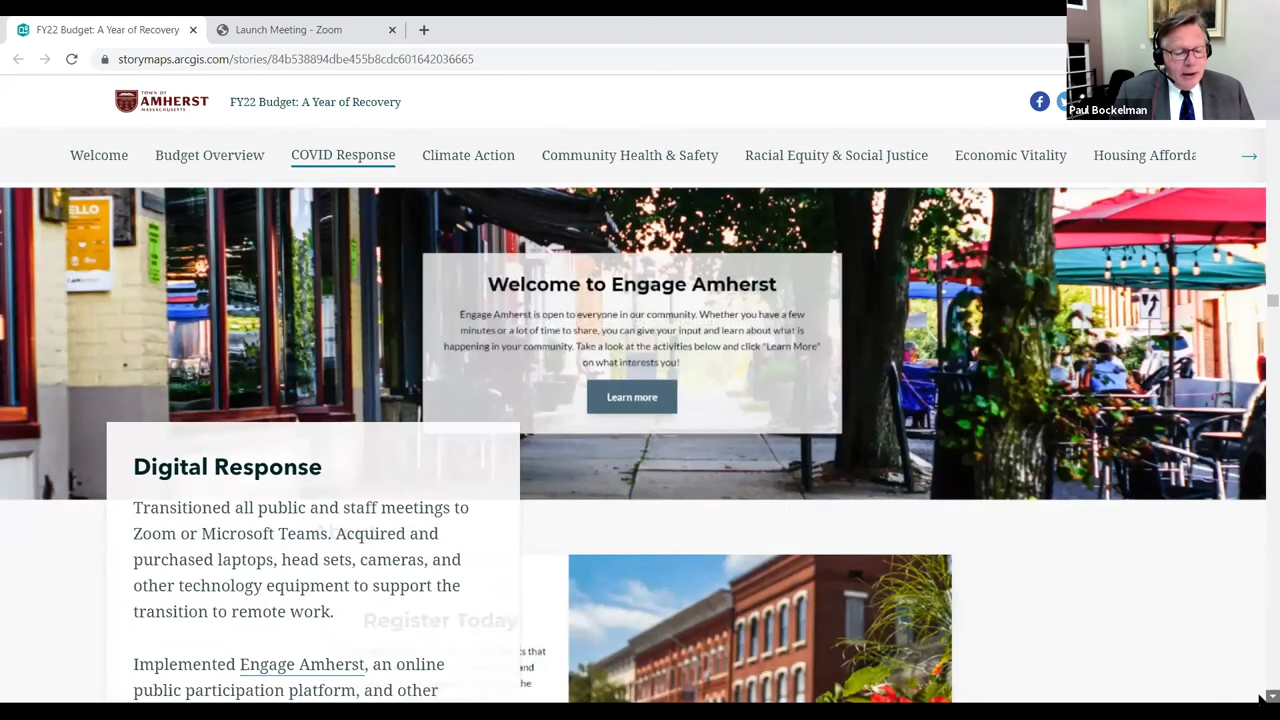 FY22 Budget: A Year of Recovery
Launch Meeting - Zoom
storymaps.arcgis.com/stories/84b538894dbe455b8cdc601642036665
TOWN OF
AMHERST
MASSACHUSETTS
FY22 Budget: A Year of Recovery
Paul Bockelman
Welcome
Budget Overview
COVID Response
Climate Action
Community Health & Safety
Racial Equity & Social Justice
Economic Vitality
Housing Afforda
Welcome to Engage Amherst
Engage Amherst is open to everyone in our community. Whether you have a few
minutes or a lot of time to share, you can give your input and learn about what is
happening in your community. Take a look at the activities below and click "Learn More"
on what interests you!
Learn more
Digital Response
Transitioned all public and staff meetings to
Zoom or Microsoft Teams. Acquired and
purchased laptops, head sets, cameras, and
other technology equipment to support the
transition to remote work.
Register Today
s that
and
the
Implemented Engage Amherst, an online
public participation platform, and other